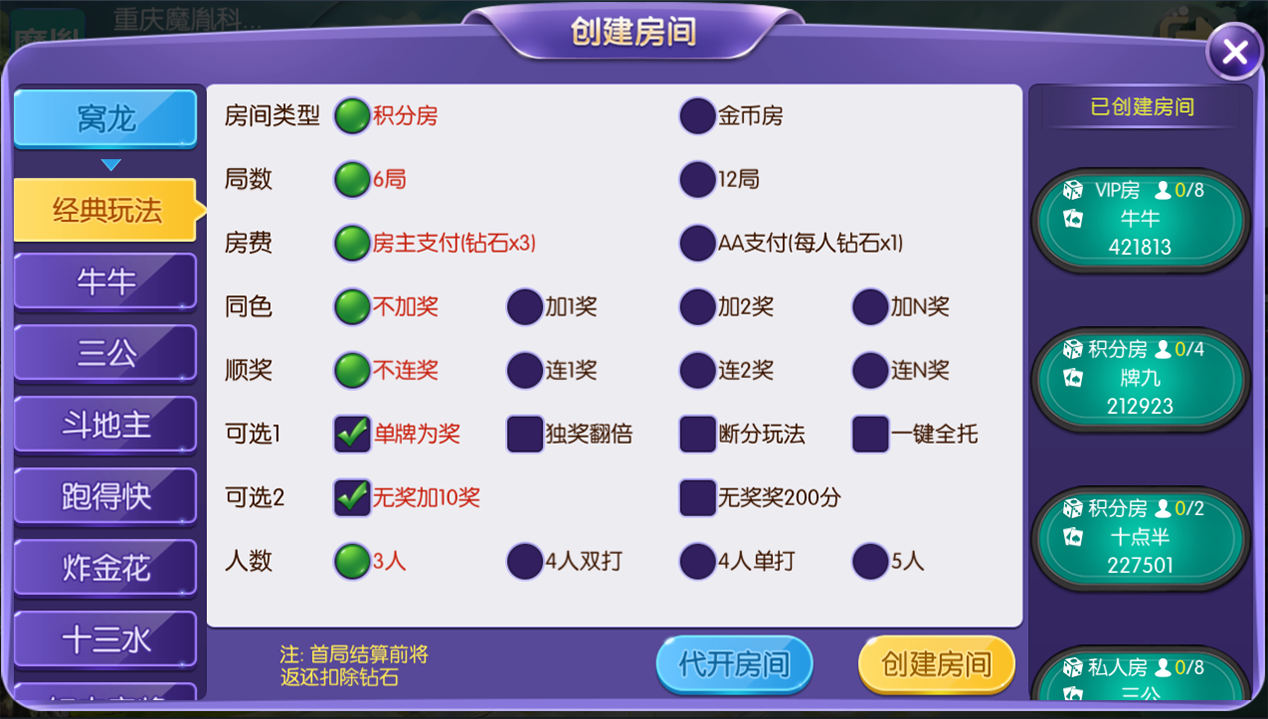 重庆魔胤科...
创建房间
窝龙
经典玩法
牛牛
三公
斗地主
跑得快
炸金花
十三水
房间类型 积分房 金币房
局数 6局 12局
房费 房主支付(钻石x3) AA支付(每人钻石x1)
同色 不加奖 加1奖 加2奖 加N奖
顺奖 不连奖 连1奖 连2奖 连N奖
可选1 单牌为奖 独奖翻倍 断分玩法 一键全托
可选2 无奖加10奖 无奖奖200分
人数 3人 4人双打 4人单打 5人
注: 首局结算前将
返还扣除钻石
代开房间
创建房间
已创建房间
VIP房 0/8
牛牛
421813
积分房 0/4
牌九
212923
积分房 0/2
十点半
227501
私人房 0/8
三公